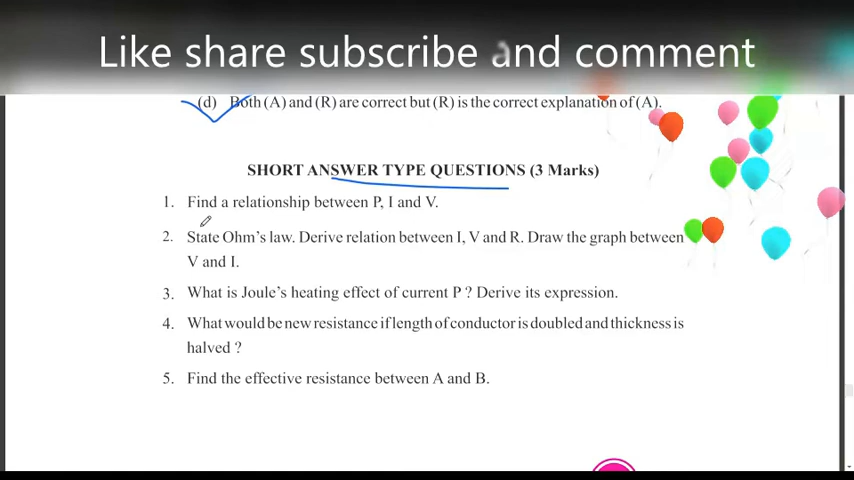 Like share subscribe and comment
(d) Both (A) and (R) are correct but (R) is the correct explanation of (A).
SHORT ANSWER TYPE QUESTIONS (3 Marks)
1. Find a relationship between P, I and V.
2. State Ohm's law. Derive relation between I, V and R. Draw the graph between
V and I.
3. What is Joule's heating effect of current P ? Derive its expression.
4. What would be new resistance if length of conductor is doubled and thickness is
halved ?
5. Find the effective resistance between A and B.